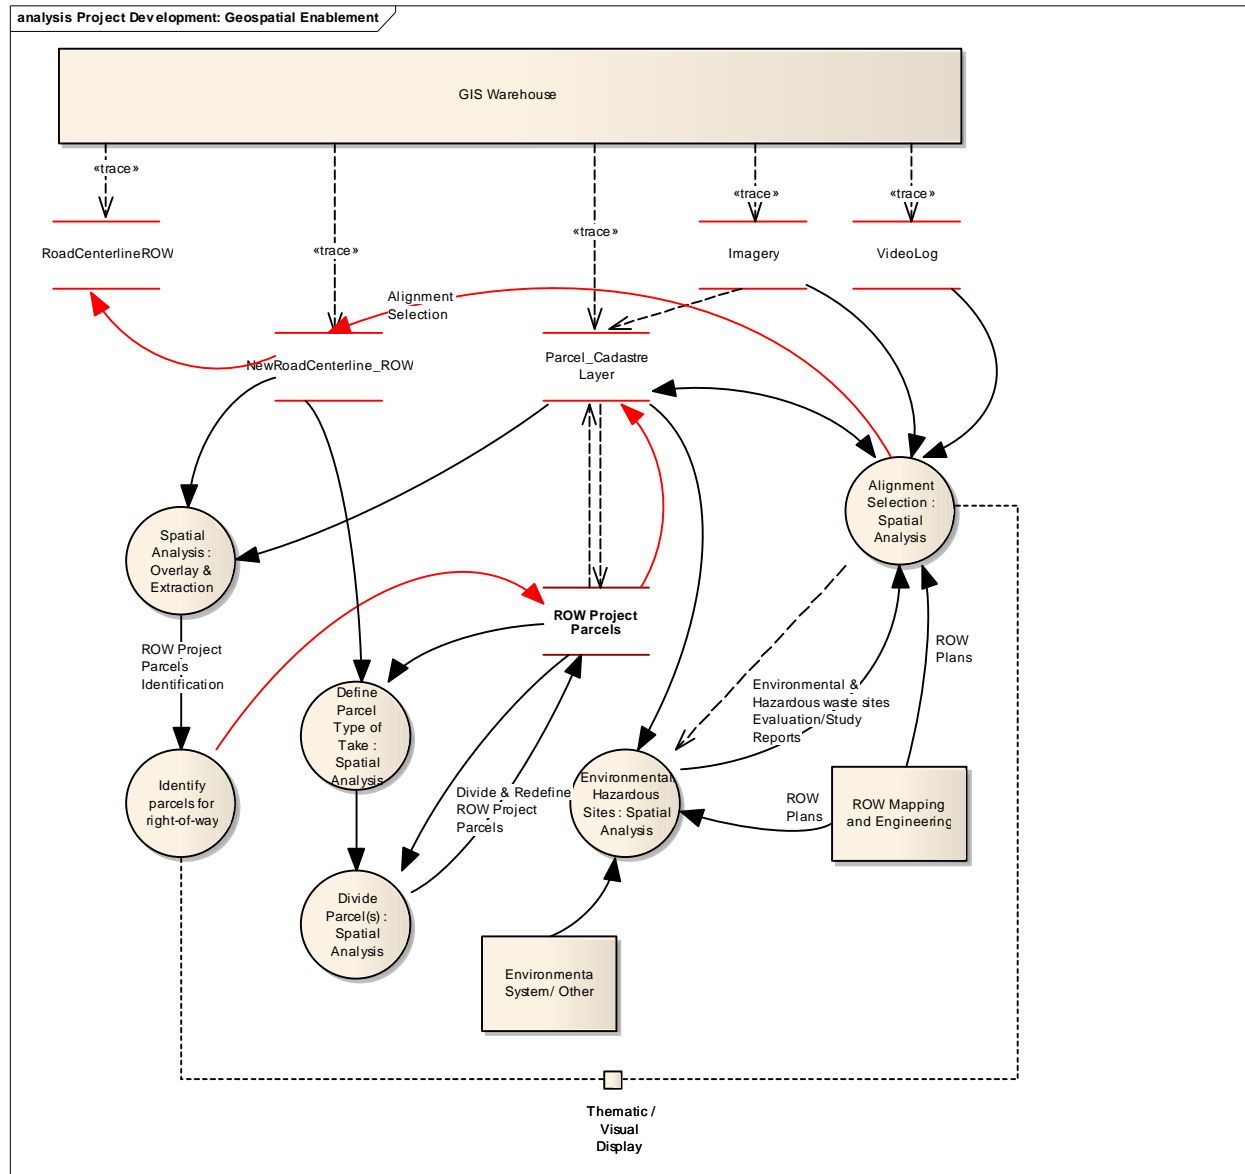 analysis Project Development: Geospatial Enablement
GIS Warehouse
«trace»
«trace»
«trace»
«trace»
«trace»
RoadCenterlineROW
Imagery
VideoLog
Alignment
Selection
NewRoadCenterline_ROW
Parcel_Cadastre
Layer
Alignment
Selection :
Spatial
Analysis
Spatial
Analysis :
Overlay &
Extraction
ROW Project
Parcels
ROW Project
Parcels
Identification
ROW
Plans
Define
Parcel
Type of
Take :
Spatial
Analysis
Environmental &
Hazardous waste sites
Evaluation/Study
Reports
Identify
parcels for
right-of-way
Divide & Redefine
ROW Project
Parcels
Environmental
Hazardous
Sites : Spatial
Analysis
ROW
Plans
ROW Mapping
and Engineering
Divide
Parcel(s) :
Spatial
Analysis
Environmenta
System/ Other
Thematic /
Visual
Display